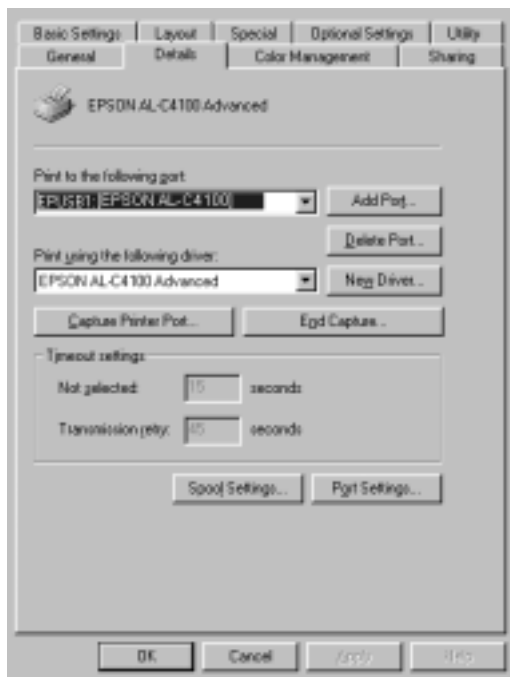 Basic Settings Layout Special Optional Settings Utility
General Details Color Management Sharing
EPSON AL-C4100 Advanced
Print to the following port:
EPUSB1: (EPSON AL-C4100)
Add Port...
Delete Port...
Print using the following driver:
EPSON AL-C4100 Advanced
New Driver...
Capture Printer Port... End Capture...
Timeout settings
Not selected: 15 seconds
Transmission retry: 45 seconds
Spool Settings... Port Settings...
OK Cancel Apply Help